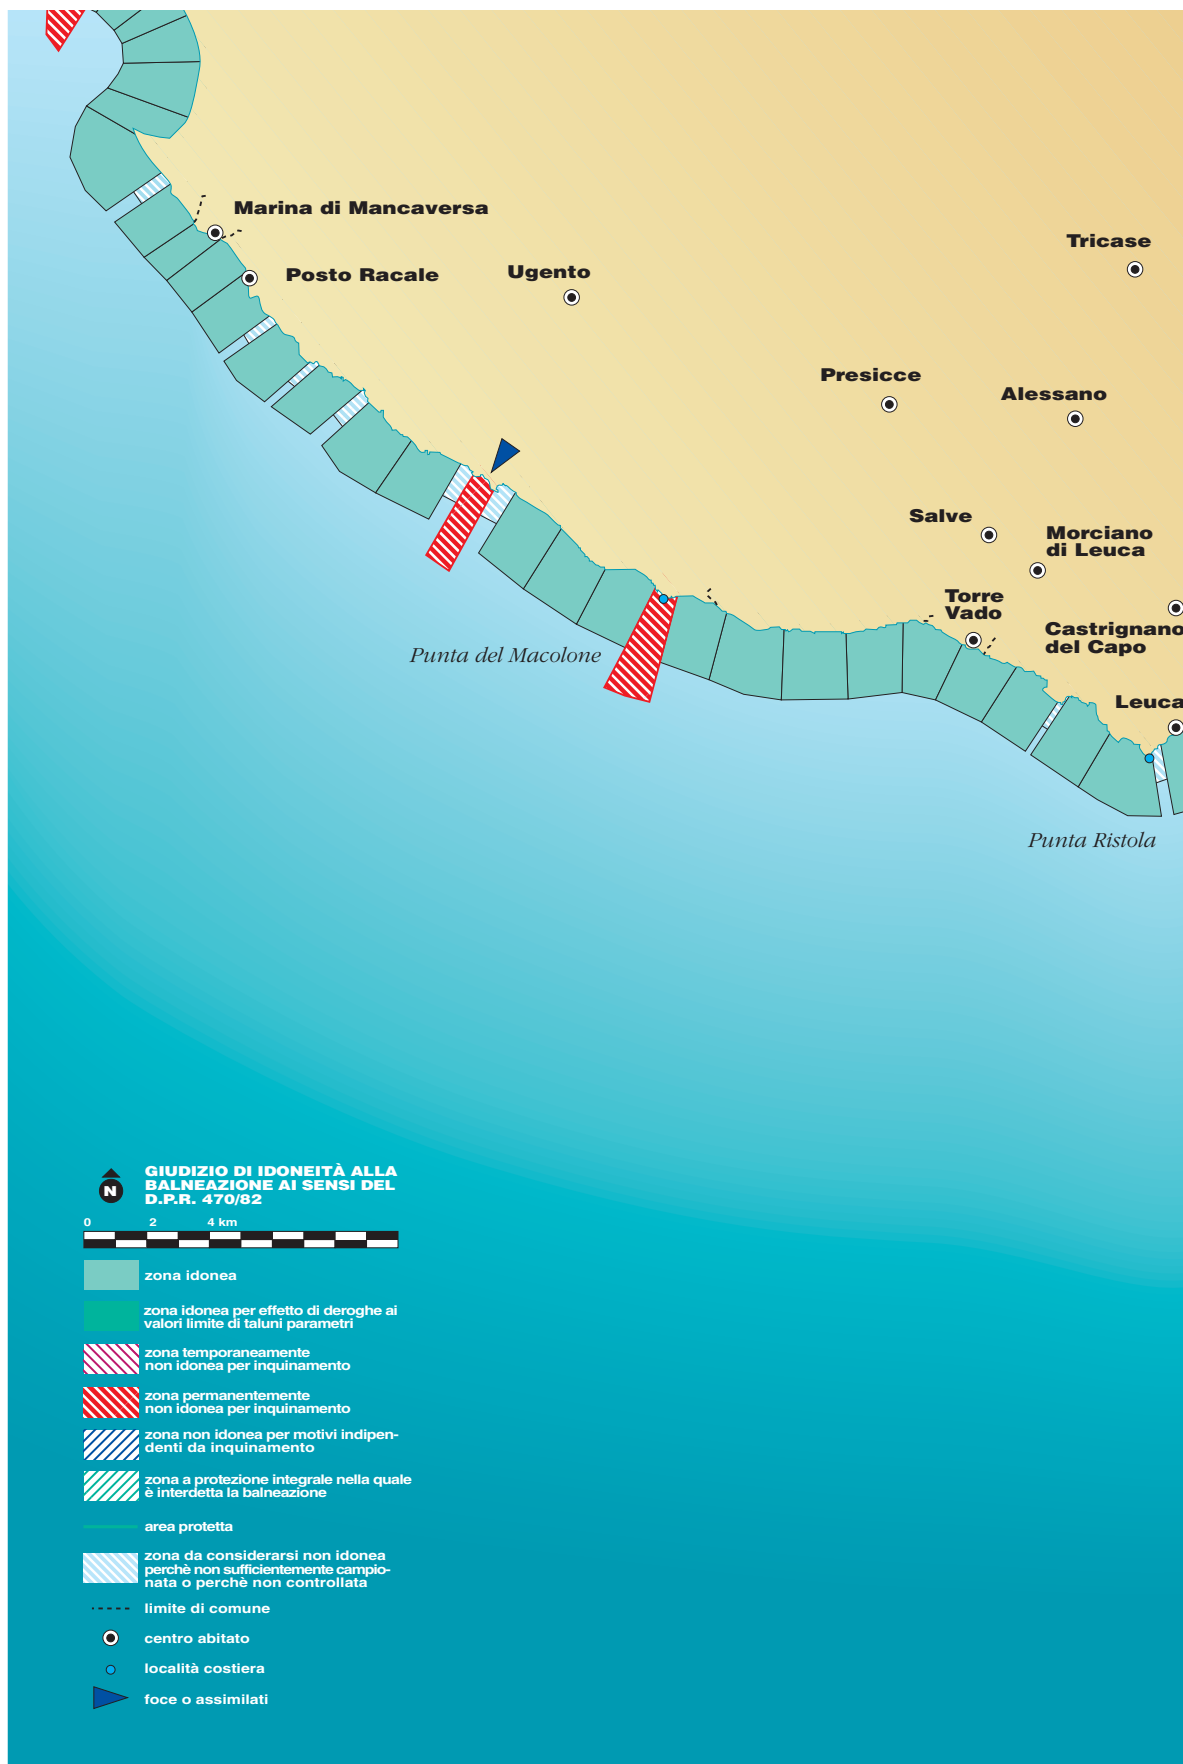 Marina di Mancaversa
Tricase
Posto Racale
Ugento
Presicce
Alessano
Salve
Morciano
di Leuca
Torre
Vado
Castrignano
del Capo
Punta del Macolone
Leuca
Punta Ristola
N
GIUDIZIO DI IDONEITÀ ALLA
BALNEAZIONE AI SENSI DEL
D.P.R. 470/82
0 2 4 km
zona idonea
zona idonea per effetto di deroghe ai
valori limite di taluni parametri
zona temporaneamente
non idonea per inquinamento
zona permanentemente
non idonea per inquinamento
zona non idonea per motivi indipen-
denti da inquinamento
zona a protezione integrale nella quale
è interdetta la balneazione
area protetta
zona da considerarsi non idonea
perchè non sufficientemente campio-
nata o perchè non controllata
limite di comune
centro abitato
località costiera
foce o assimilati